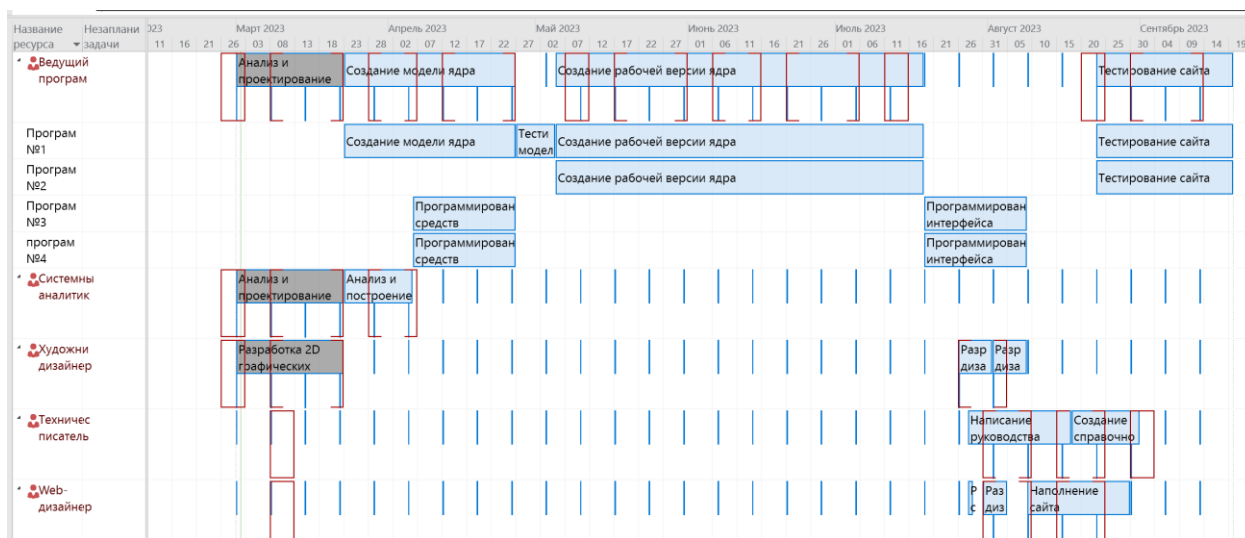 Название Незаплани 023 Март 2023 Апрель 2023 Май 2023 Июнь 2023 Июль 2023 Август 2023 Сентябрь 2023
ресурса задачи 11 16 21 26 03 08 13 18 23 28 02 07 12 17 22 27 02 07 12 17 22 27 01 06 11 16 21 26 01 06 11 16 21 26 31 05 10 15 20 25 30 04 09 14 19
Ведущий Анализ и Создание модели ядра Создание рабочей версии ядра Тестирование сайта
програм проектирование
Програм Создание модели ядра Тести Создание рабочей версии ядра Тестирование сайта
№1 модел
Програм Создание рабочей версии ядра Тестирование сайта
№2
Програм Программирован Программирован
№3 средств интерфейса
програм Программирован Программирован
№4 средств интерфейса
Системны Анализ и Анализ и
аналитик проектирование построение
Художни Разработка 2D Разр Разр
дизайнер графических диза диза
Техничес Написание Создание
писатель руководства справочно
Web- Р Раз Наполнение
дизайнер с диз сайта